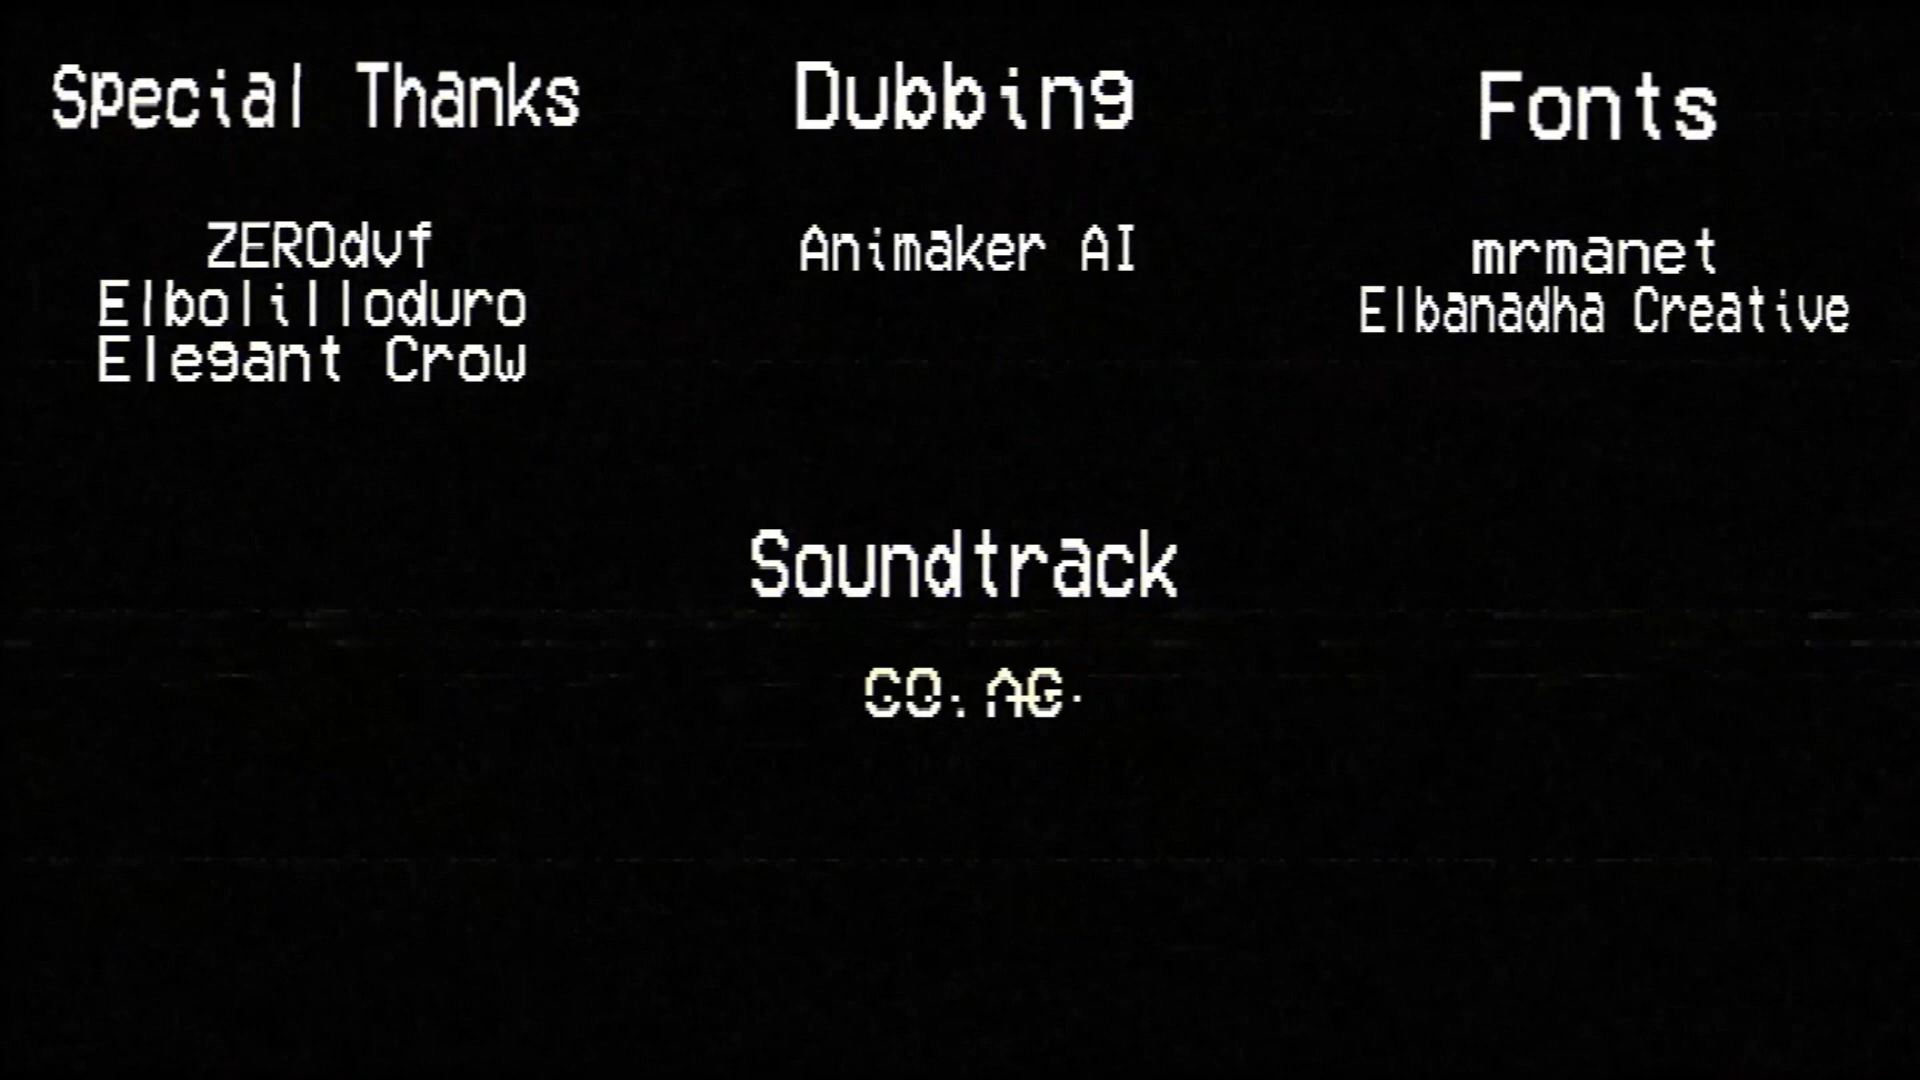 Special Thanks
ZEROdvf
Elbolilloduro
Elegant Crow
Dubbing
Animaker AI
Fonts
mrmanet
Elbanadha Creative
Soundtrack
CO.AG.